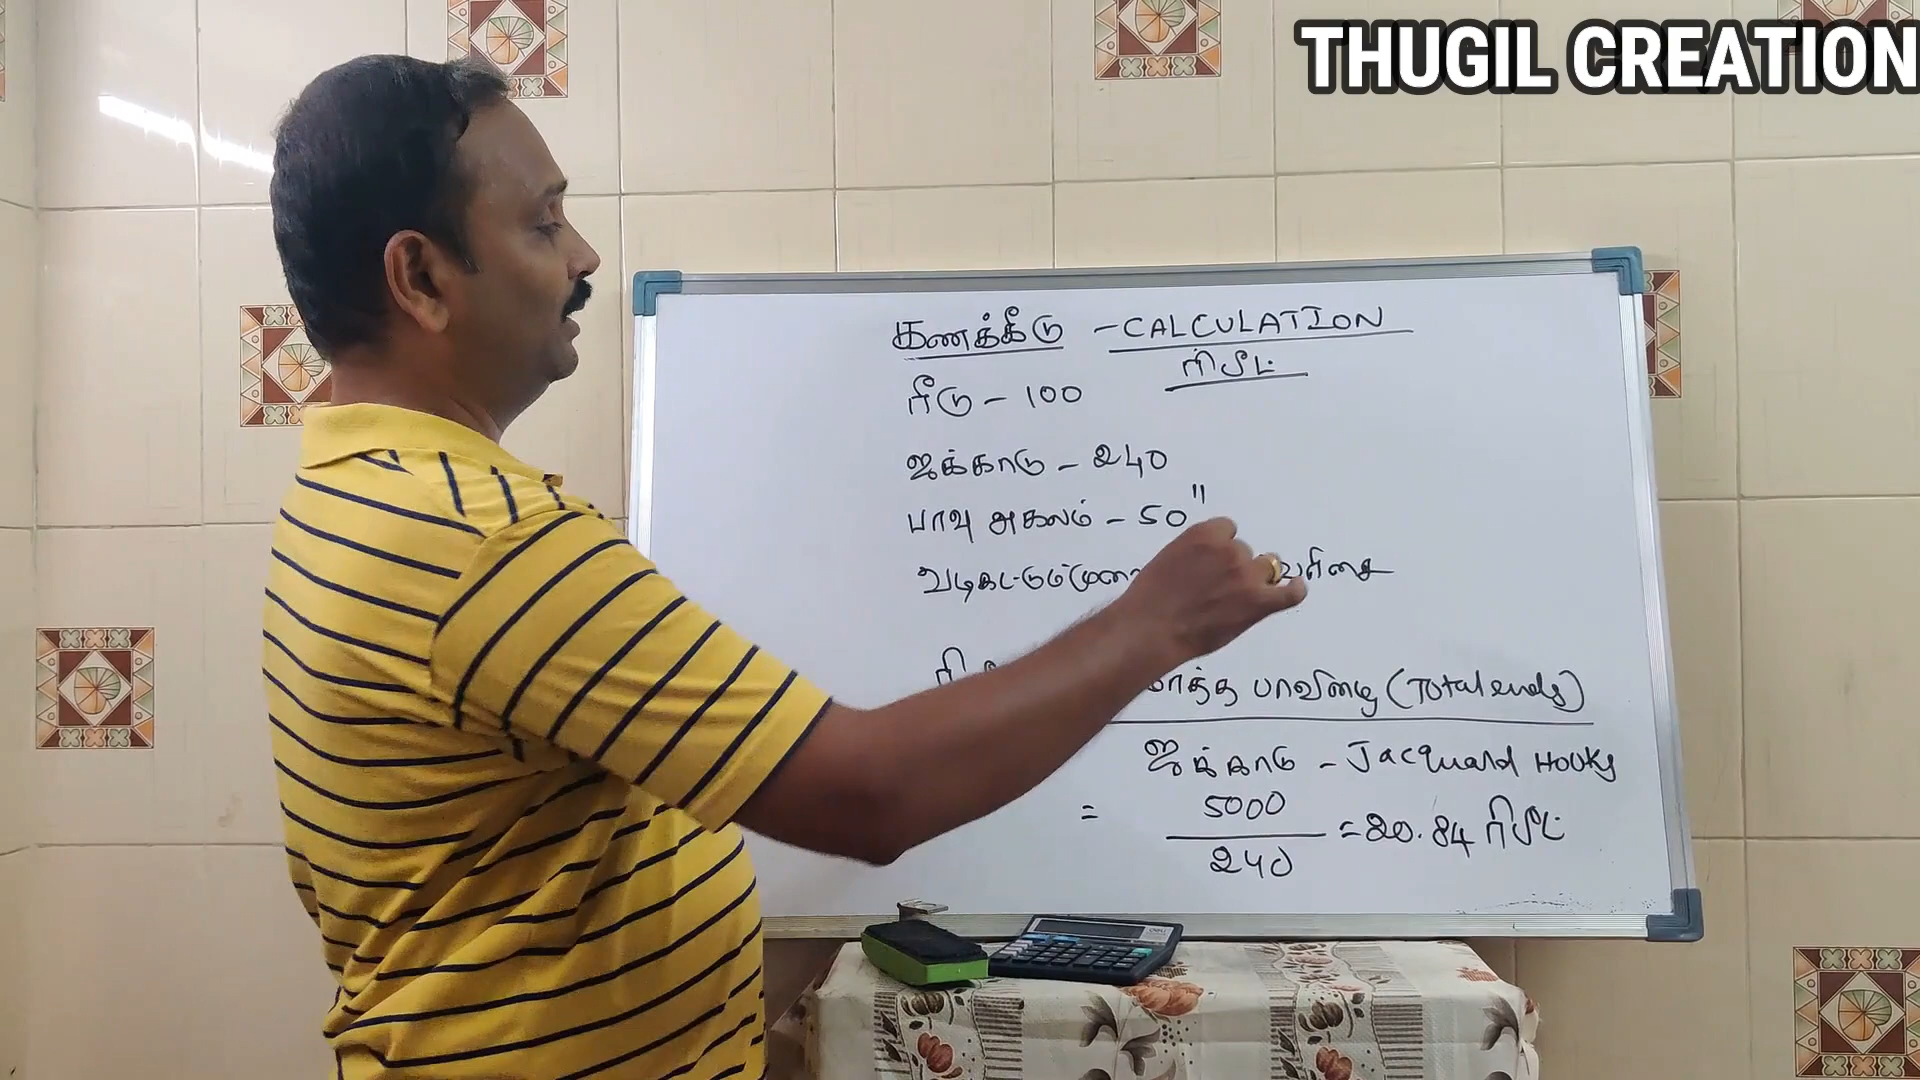 THUGIL CREATION
கணக்கீடு - CALCULATION
ரிபீட்
ரீடு - 100
ஜக்காடு - 240
பாவு அகலம் - 50"
வடிகட்டும்
பாவிழை (Total ends)
ஜக்காடு - Jacquard Hooks
= 5000
240
= 20.84 ரிபீட்